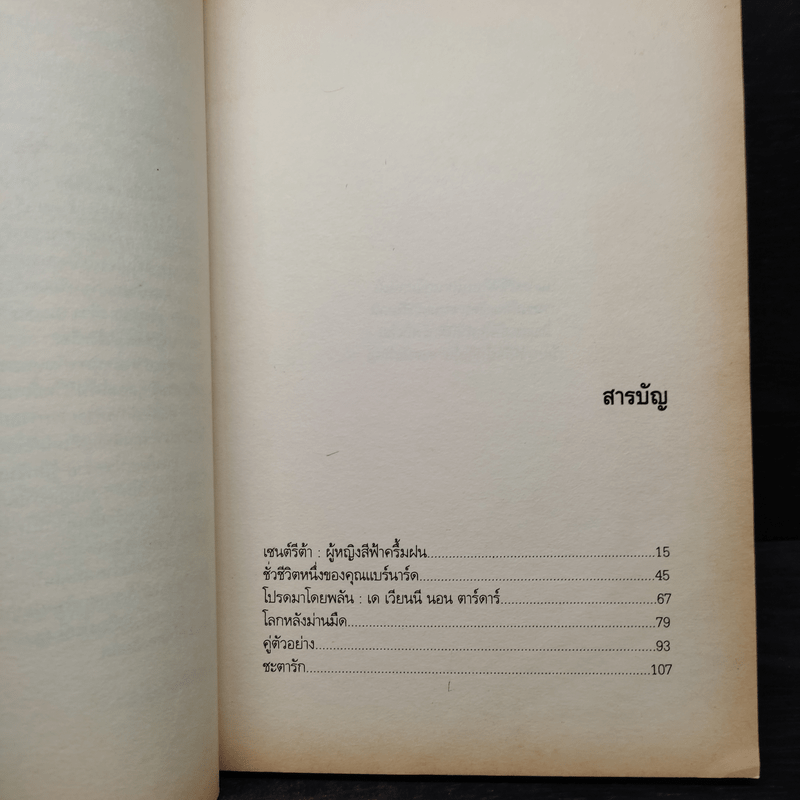 สารบัญ
เซนต์รีต้า : ผู้หญิงสีฟ้าครึ้มฝน..........15
ชั่วชีวิตหนึ่งของคุณแบร์นาร์ด..........45
โปรดมาโดยพลัน : เด เวียนนี นอน ตาร์ดาร์..........67
โลกหลังม่านมืด..........79
คู่ตัวอย่าง..........93
ชะตารัก..........107